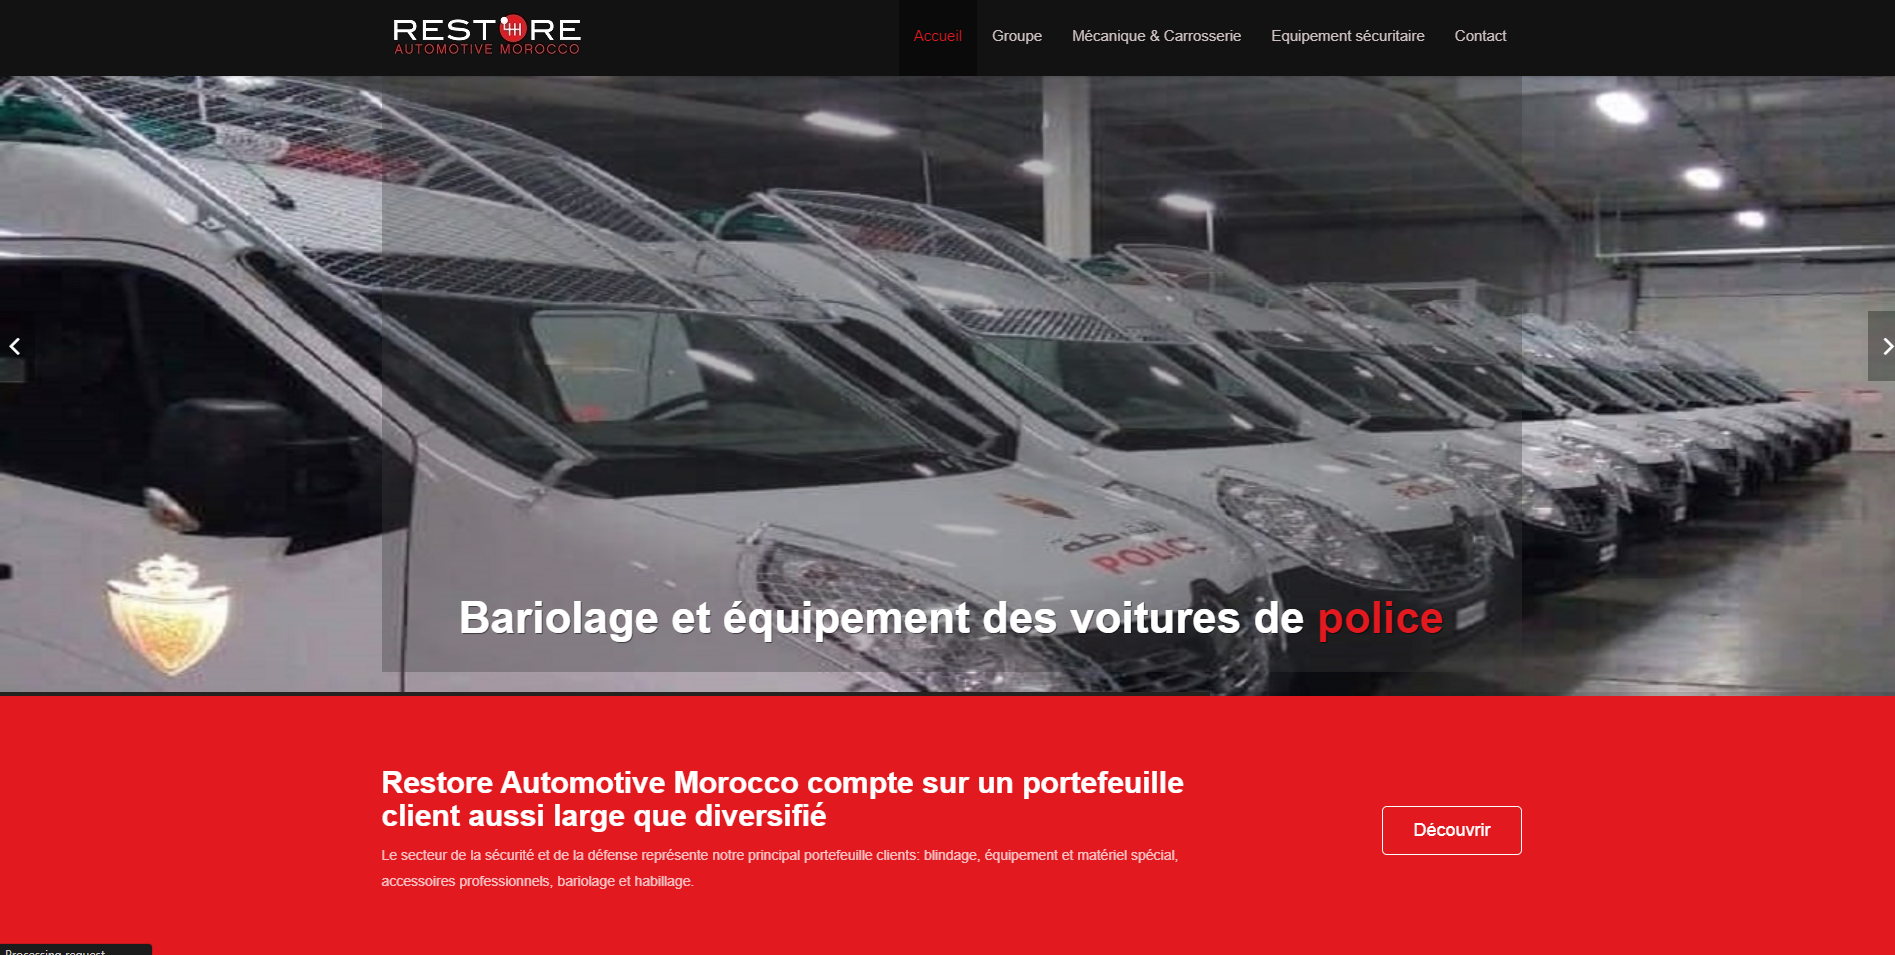 RESTORE
AUTOMOTIVE MOROCCO
Accueil
Groupe
Mécanique & Carrosserie
Equipement sécuritaire
Contact
POLICE
POLIC
Bariolage et équipement des voitures de police
Restore Automotive Morocco compte sur un portefeuille
client aussi large que diversifié
Le secteur de la sécurité et de la défense représente notre principal portefeuille clients: blindage, équipement et matériel spécial,
accessoires professionnels, bariolage et habillage.
Découvrir
Processing request